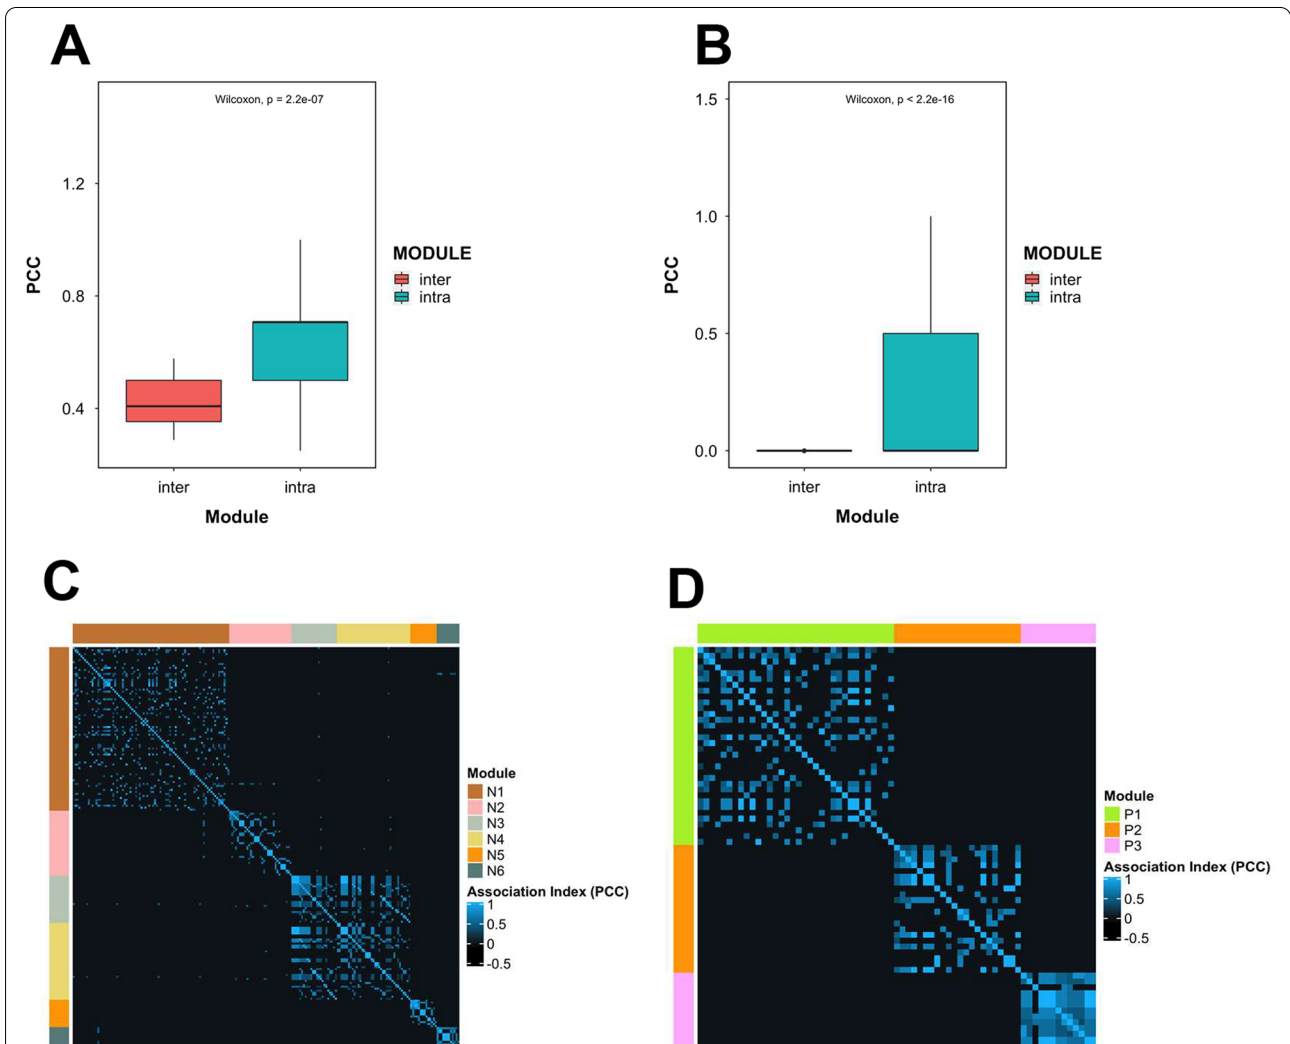 A
Wilcoxon, p = 2.2e-07
1.2
0.8
0.4
PCC
MODULE
inter
intra
inter intra
Module
B
Wilcoxon, p < 2.2e-16
1.5
1.0
0.5
0.0
PCC
MODULE
inter
intra
inter intra
Module
C
Module
N1
N2
N3
N4
N5
N6
Association Index (PCC)
1
0.5
0
-0.5
D
Module
P1
P2
P3
Association Index (PCC)
1
0.5
0
-0.5